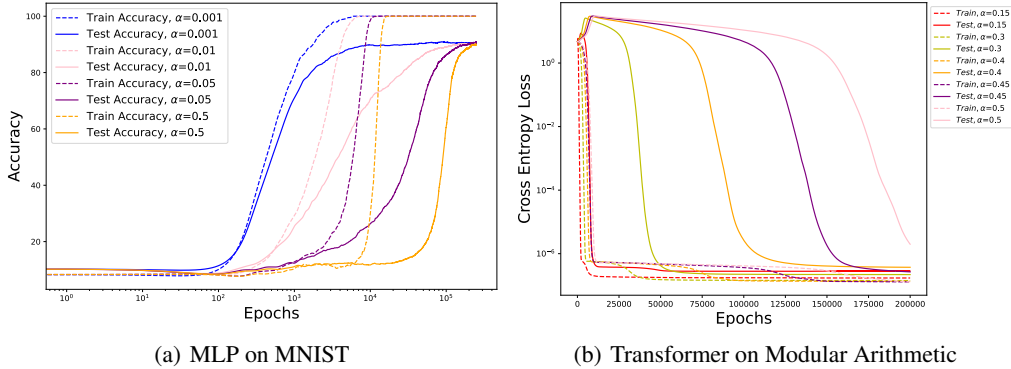 Train Accuracy, α=0.001
Test Accuracy, α=0.001
Train Accuracy, α=0.01
Test Accuracy, α=0.01
Train Accuracy, α=0.05
Test Accuracy, α=0.05
Train Accuracy, α=0.5
Test Accuracy, α=0.5
Accuracy
100
80
60
40
20
10⁰
10¹
10²
10³
10⁴
10⁵
Epochs
(a) MLP on MNIST
Cross Entropy Loss
10⁰
10⁻²
10⁻⁴
10⁻⁶
0
25000
50000
75000
100000
125000
150000
175000
200000
Epochs
Train, α=0.15
Test, α=0.15
Train, α=0.3
Test, α=0.3
Train, α=0.4
Test, α=0.4
Train, α=0.45
Test, α=0.45
Train, α=0.5
Test, α=0.5
(b) Transformer on Modular Arithmetic